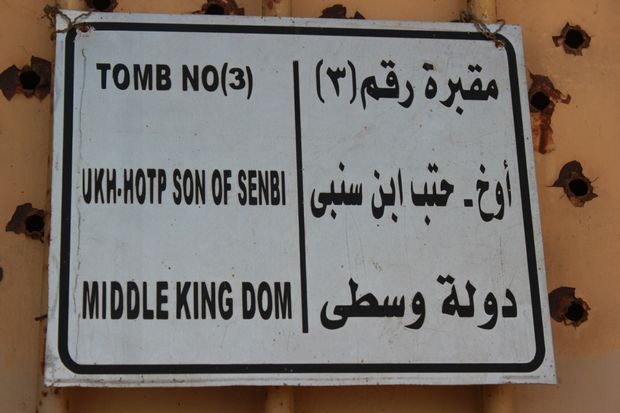 TOMB NO(3)
مقبرة رقم(٣)
UKH-HOTP SON OF SENBI
أوخ - حتب ابن سنبى
MIDDLE KING DOM
دولة وسطى